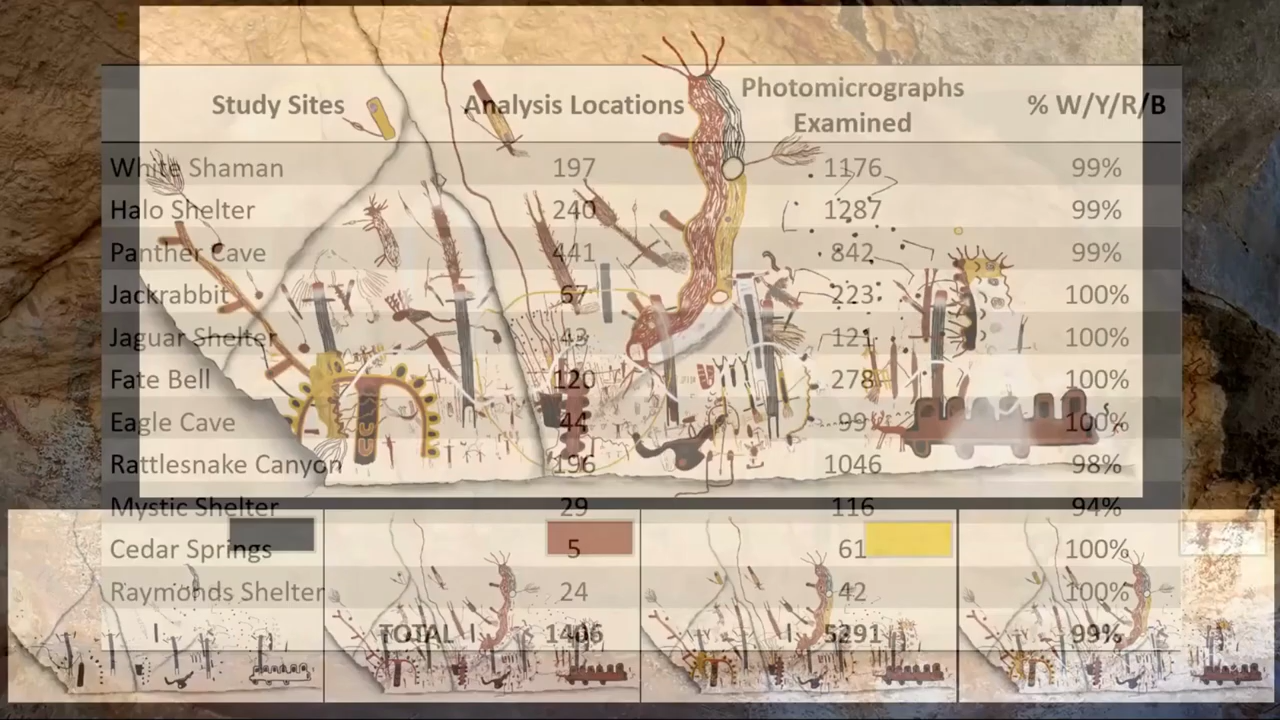 Study Sites Analysis Locations Photomicrographs Examined % W/Y/R/B
White Shaman 197 1176 99%
Halo Shelter 240 1287 99%
Panther Cave 441 842 99%
Jackrabbit 67 223 100%
Jaguar Shelter 43 121 100%
Fate Bell 120 278 100%
Eagle Cave 44 99 100%
Rattlesnake Canyon 196 1046 98%
Mystic Shelter 29 116 94%
Cedar Springs 5 61 100%
Raymonds Shelter 24 42 100%
TOTAL 1406 5291 99%